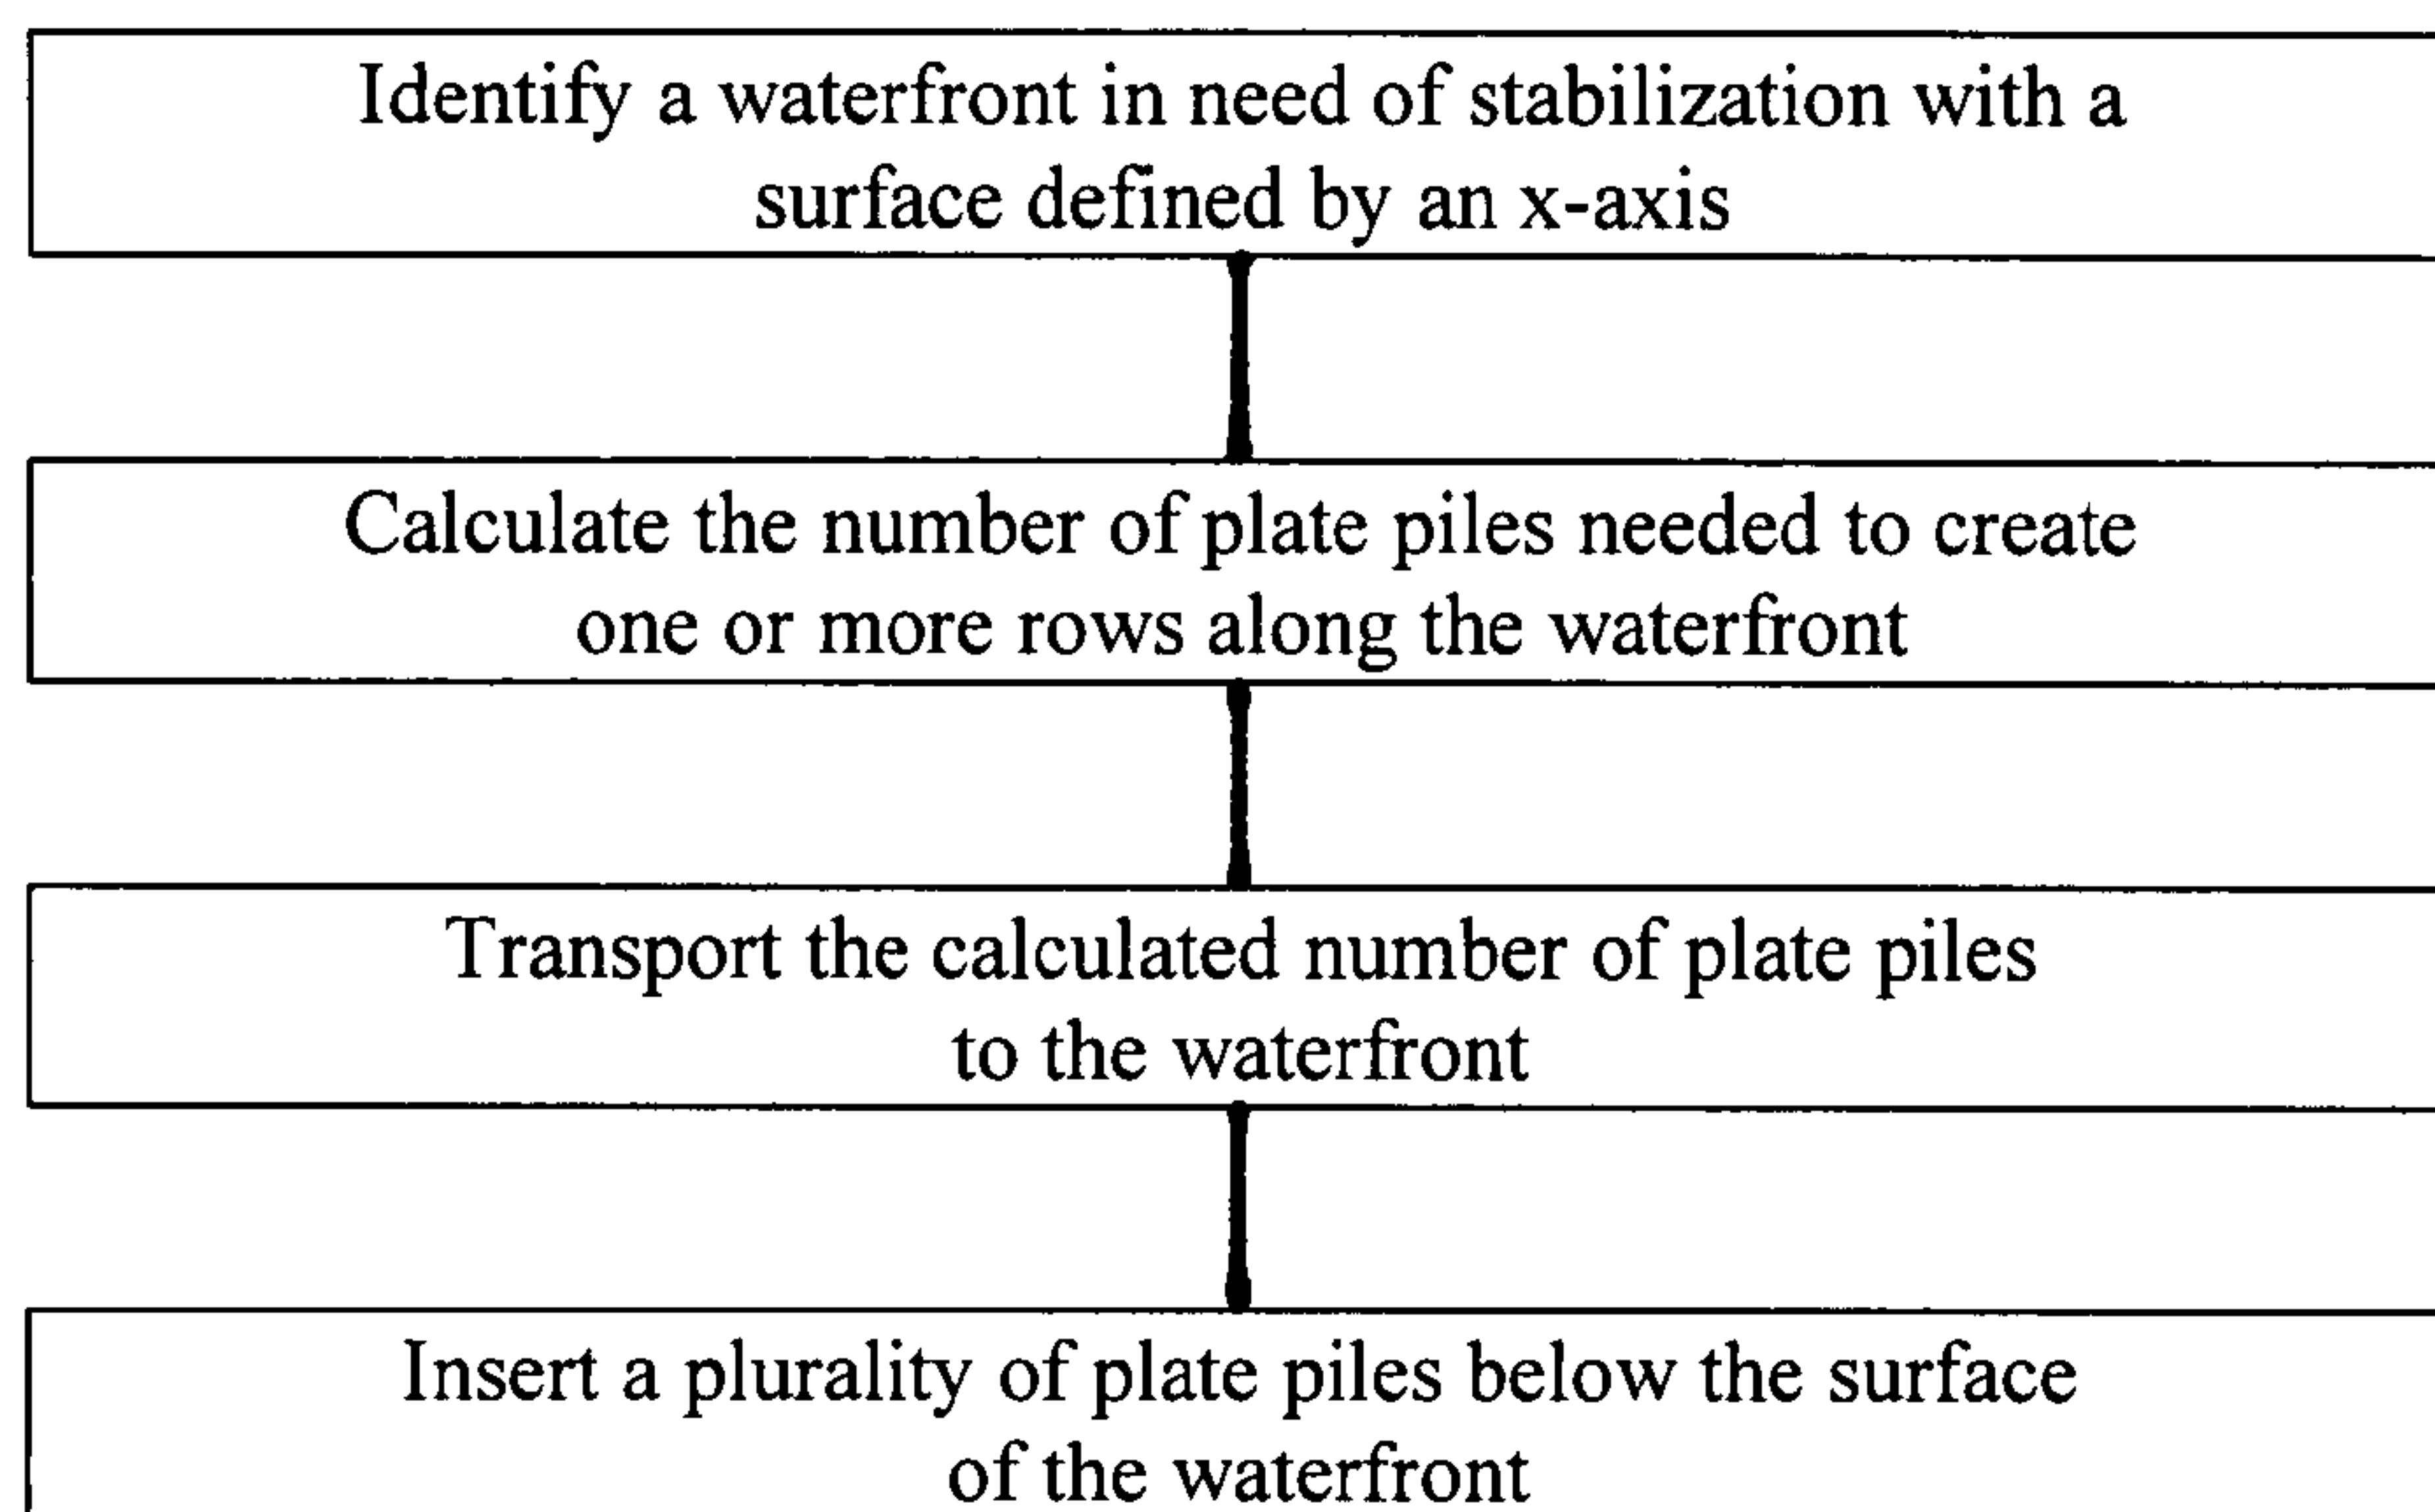 Identify a waterfront in need of stabilization with a
surface defined by an x-axis
Calculate the number of plate piles needed to create
one or more rows along the waterfront
Transport the calculated number of plate piles
to the waterfront
Insert a plurality of plate piles below the surface
of the waterfront